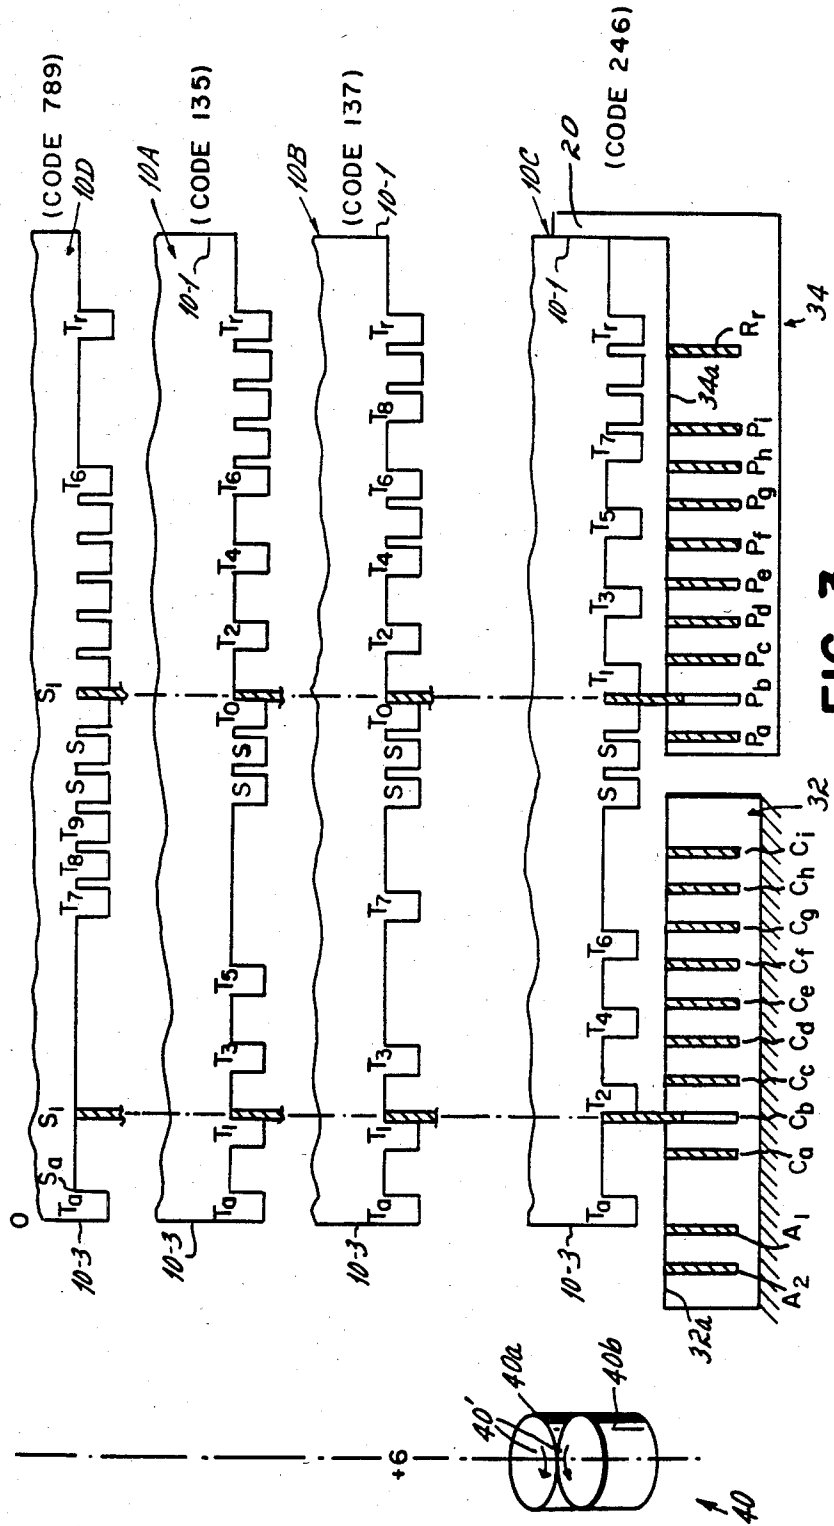 (CODE 789)
10D
O
Ta
Sa
S1
T7
T8
T9
S
S
S1
T6
Tr
10-3
10A
(CODE 135)
10-1
Ta
T1
T3
T5
S
S
T0
T2
T4
T6
Tr
10-3
10B
(CODE 137)
10-1
Ta
T1
T3
T7
S
S
T0
T2
T4
T6
T8
Tr
10-3
10C
20
(CODE 246)
10-1
Ta
T2
T4
T6
S
S
T1
T3
T5
T7
Tr
10-3
34a
34
32a
32
A2
A1
Ca
Cb
Cc
Cd
Ce
Cf
Cg
Ch
Ci
Pa
Pb
Pc
Pd
Pe
Pf
Pg
Ph
Pi
Rr
+6
40'
40a
40b
40
FIG. 3